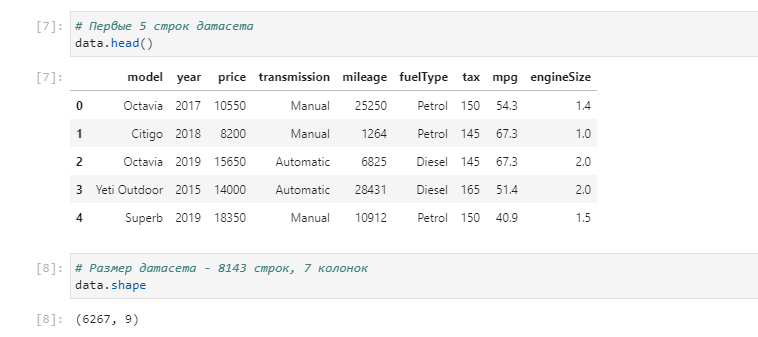 [7]: # Первые 5 строк датасета
data.head()
[7]: model year price transmission mileage fuelType tax mpg engineSize
0 Octavia 2017 10550 Manual 25250 Petrol 150 54.3 1.4
1 Citigo 2018 8200 Manual 1264 Petrol 145 67.3 1.0
2 Octavia 2019 15650 Automatic 6825 Diesel 145 67.3 2.0
3 Yeti Outdoor 2015 14000 Automatic 28431 Diesel 165 51.4 2.0
4 Superb 2019 18350 Manual 10912 Petrol 150 40.9 1.5
[8]: # Размер датасета - 8143 строк, 7 колонок
data.shape
[8]: (6267, 9)